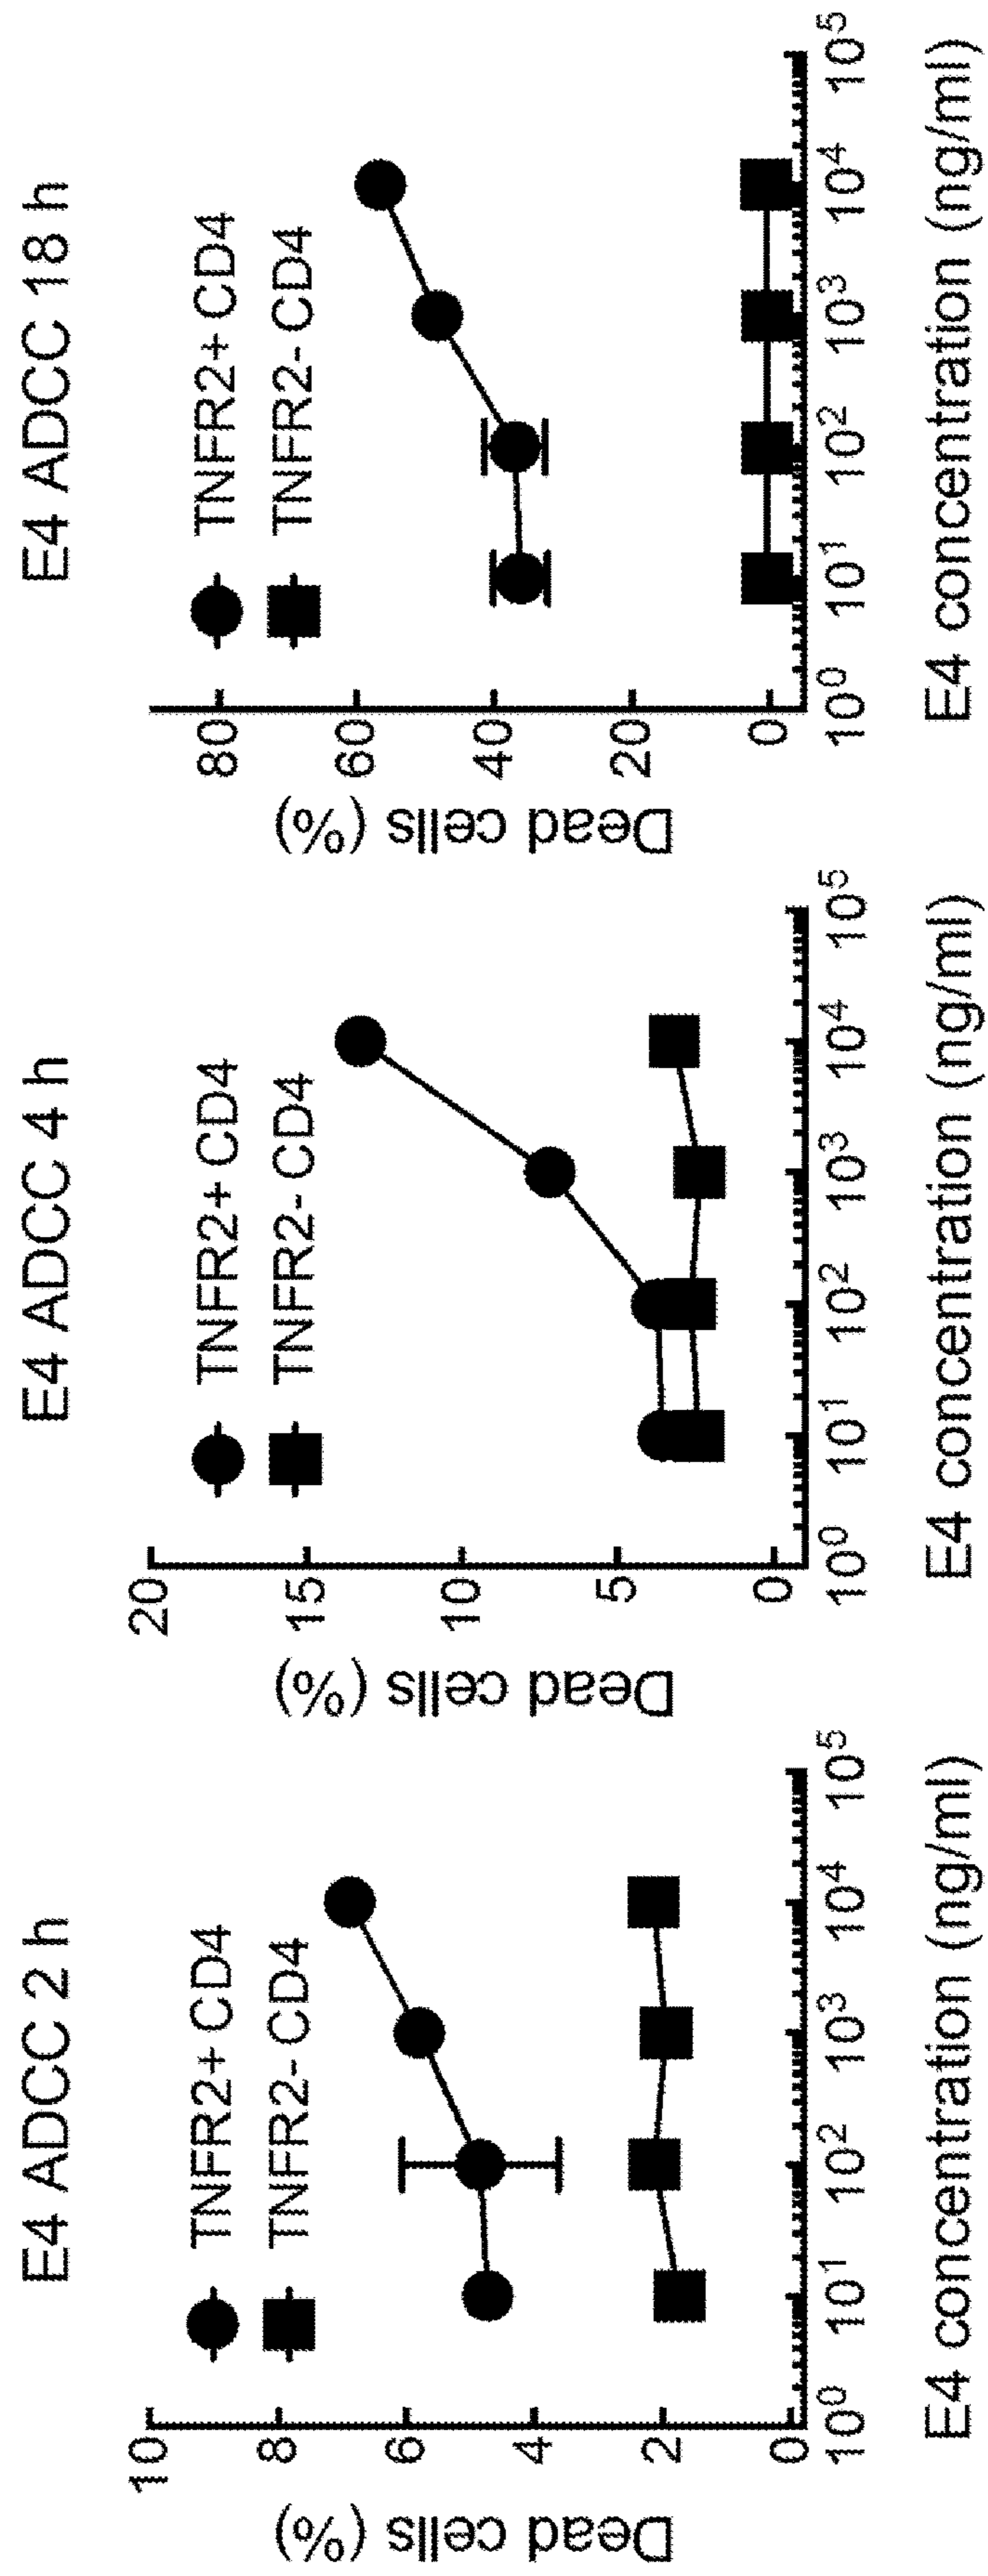 E4 ADCC 2 h
TNFR2+ CD4
TNFR2- CD4
Dead cells (%)
10
8
6
4
2
0
10⁰ 10¹ 10² 10³ 10⁴ 10⁵
E4 concentration (ng/ml)
E4 ADCC 4 h
TNFR2+ CD4
TNFR2- CD4
Dead cells (%)
20
15
10
5
0
10⁰ 10¹ 10² 10³ 10⁴ 10⁵
E4 concentration (ng/ml)
E4 ADCC 18 h
TNFR2+ CD4
TNFR2- CD4
Dead cells (%)
80
60
40
20
0
10⁰ 10¹ 10² 10³ 10⁴ 10⁵
E4 concentration (ng/ml)